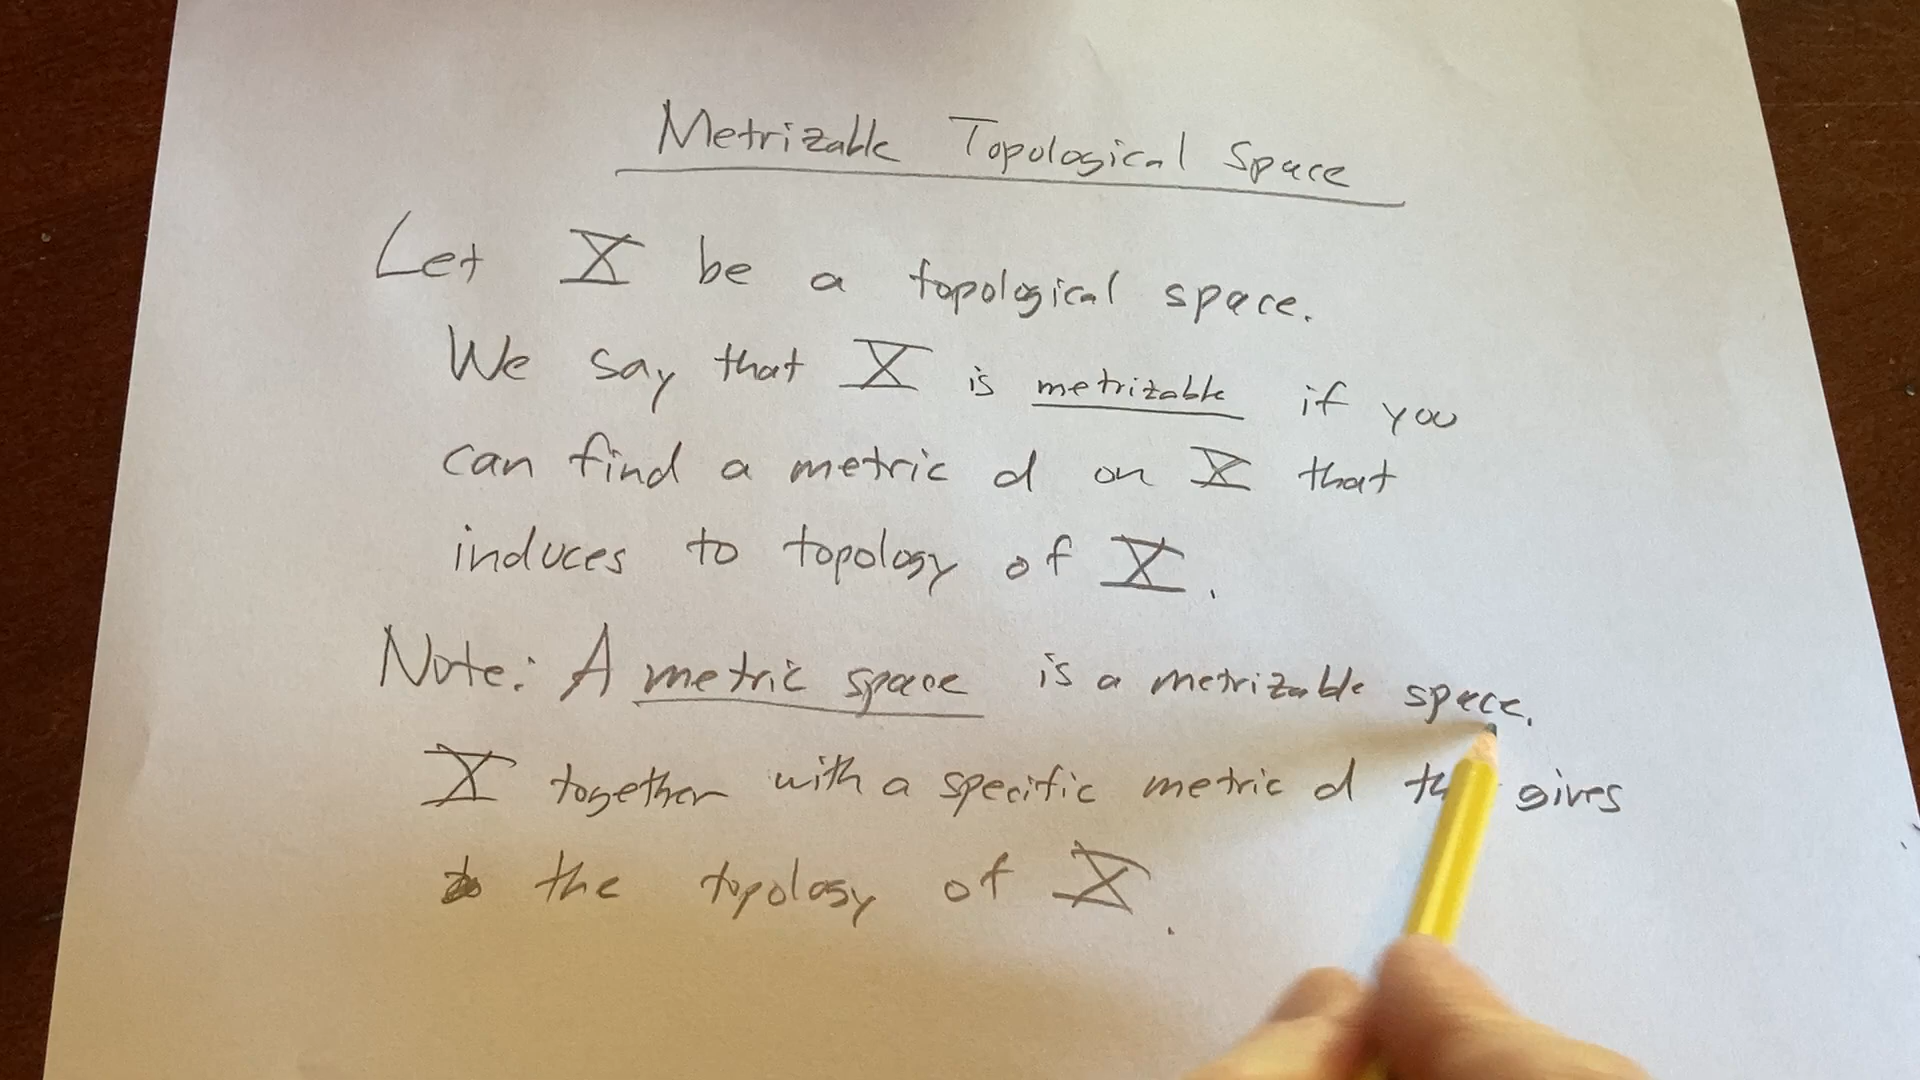 Metrizable Topological Space
Let X be a topological space.
We say that X is metrizable if you
can find a metric d on X that
induces to topology of X.
Note: A metric space is a metrizable space.
X together with a specific metric d gives
the topology of X.